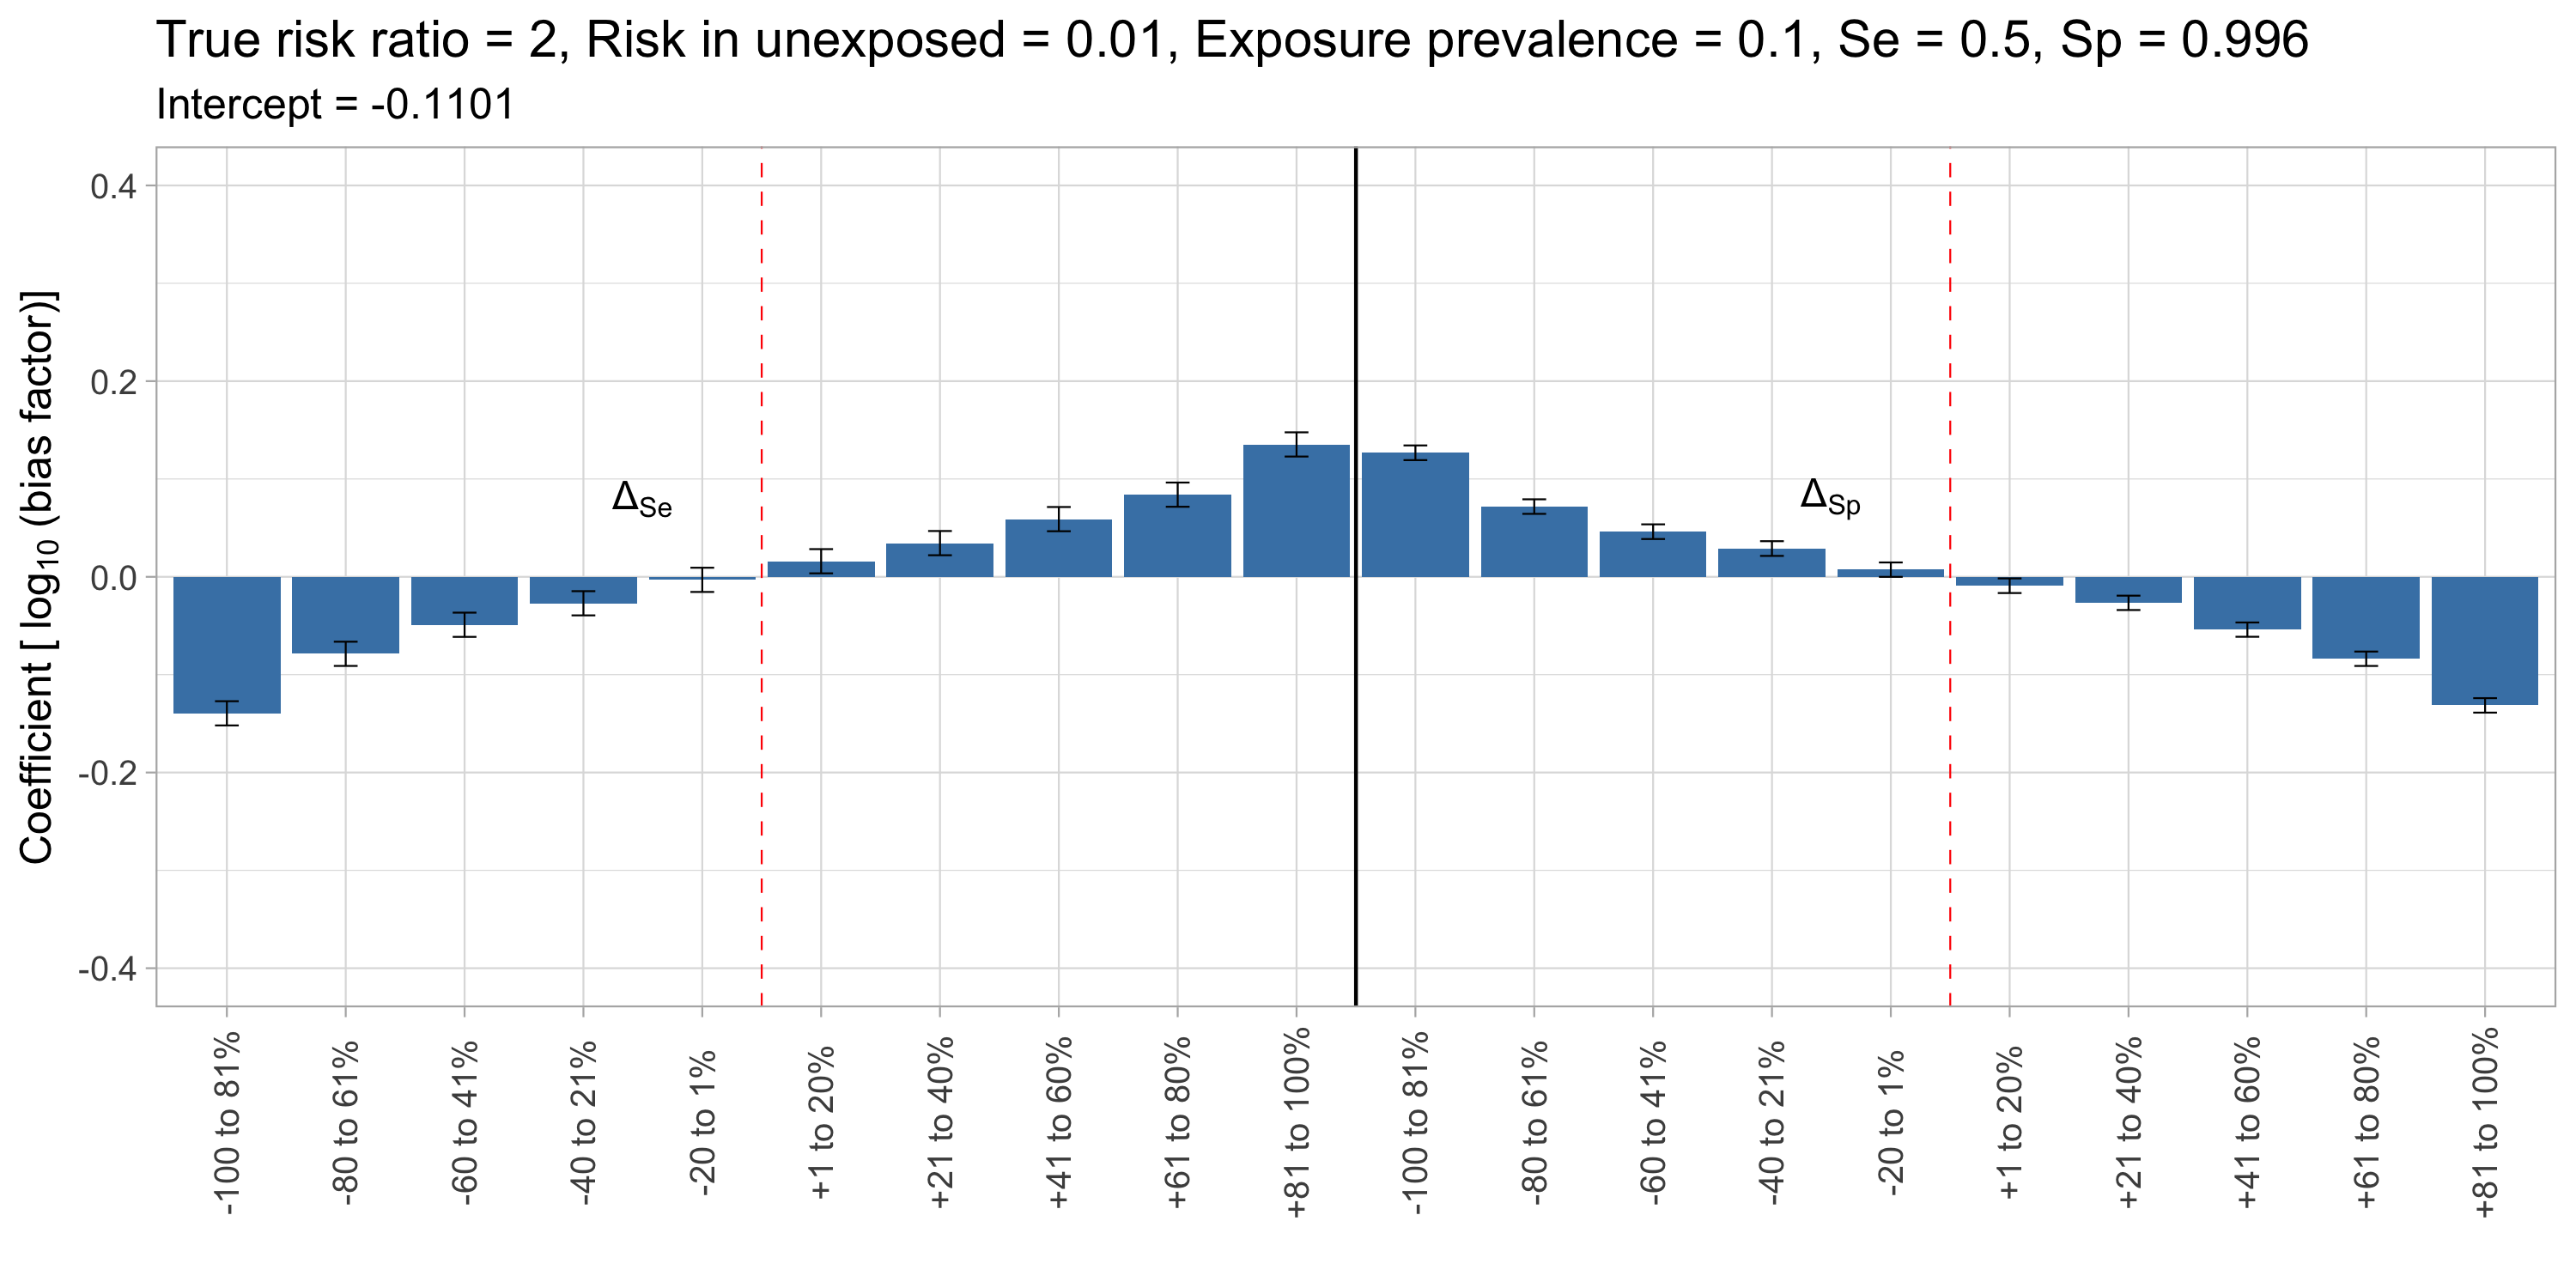 True risk ratio = 2, Risk in unexposed = 0.01, Exposure prevalence = 0.1, Se = 0.5, Sp = 0.996
Intercept = -0.1101
Coefficient [ log10 (bias factor)]
0.4
0.2
0.0
-0.2
-0.4
ΔSe
ΔSp
-100 to 81%
-80 to 61%
-60 to 41%
-40 to 21%
-20 to 1%
+1 to 20%
+21 to 40%
+41 to 60%
+61 to 80%
+81 to 100%
-100 to 81%
-80 to 61%
-60 to 41%
-40 to 21%
-20 to 1%
+1 to 20%
+21 to 40%
+41 to 60%
+61 to 80%
+81 to 100%